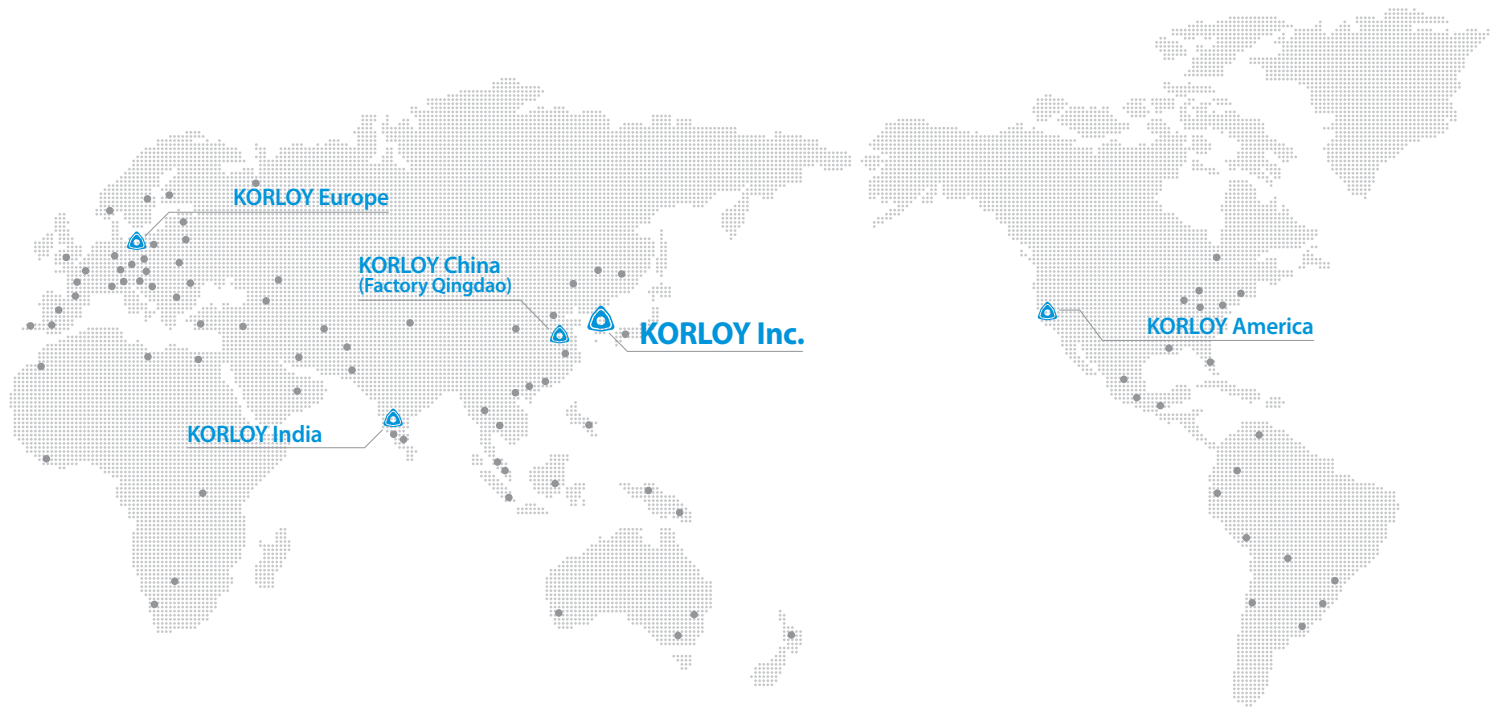 KORLOY Europe
KORLOY China
(Factory Qingdao)
KORLOY Inc.
KORLOY America
KORLOY India